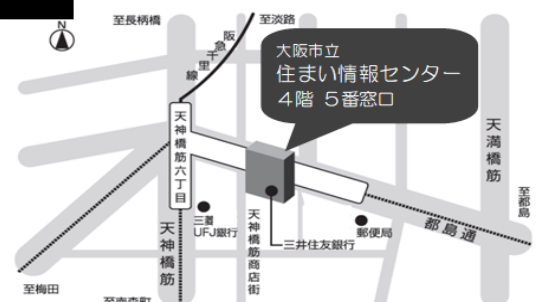 N
至長柄橋
至淡路
阪急千里線
大阪市立
住まい情報センター
4階 5番窓口
天神橋筋六丁目
天満橋筋
至都島
三菱
UFJ銀行
天神橋筋
天神橋筋商店街
三井住友銀行
郵便局
都島通
至梅田
至南森町